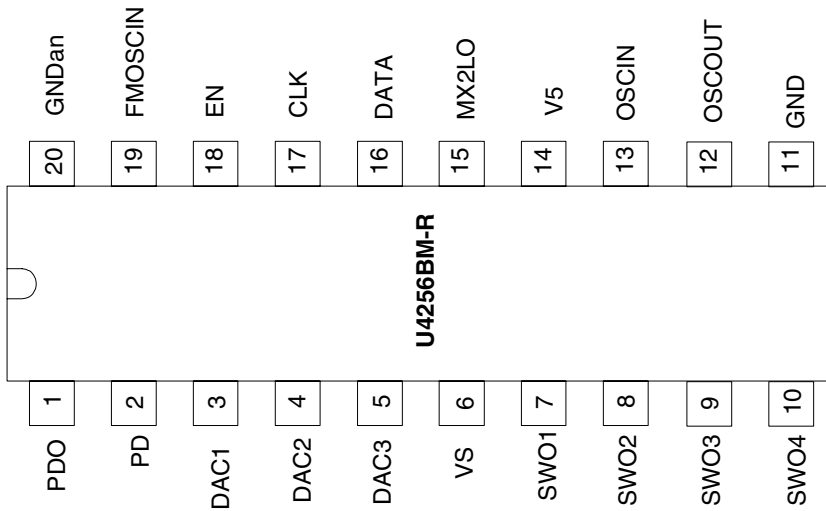 GNDan
FMOSCIN
EN
CLK
DATA
MX2LO
V5
OSCIN
OSCOUT
GND
20
19
18
17
16
15
14
13
12
11
U4256BM-R
1
2
3
4
5
6
7
8
9
10
PDO
PD
DAC1
DAC2
DAC3
VS
SWO1
SWO2
SWO3
SWO4